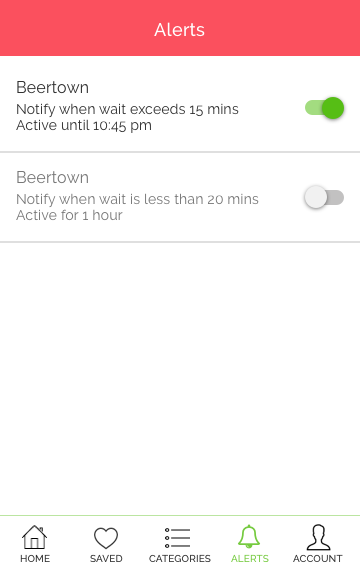 Alerts
Beertown
Notify when wait exceeds 15 mins
Active until 10:45 pm
Beertown
Notify when wait is less than 20 mins
Active for 1 hour
HOME SAVED CATEGORIES ALERTS ACCOUNT